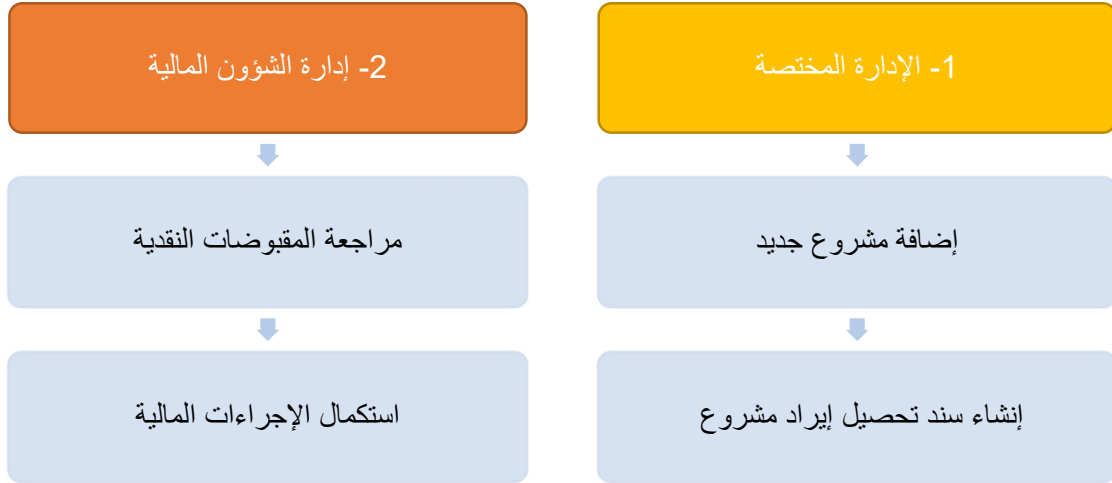 1- الإدارة المختصة
إضافة مشروع جديد
إنشاء سند تحصيل إيراد مشروع
2- إدارة الشؤون المالية
مراجعة المقبوضات النقدية
استكمال الإجراءات المالية